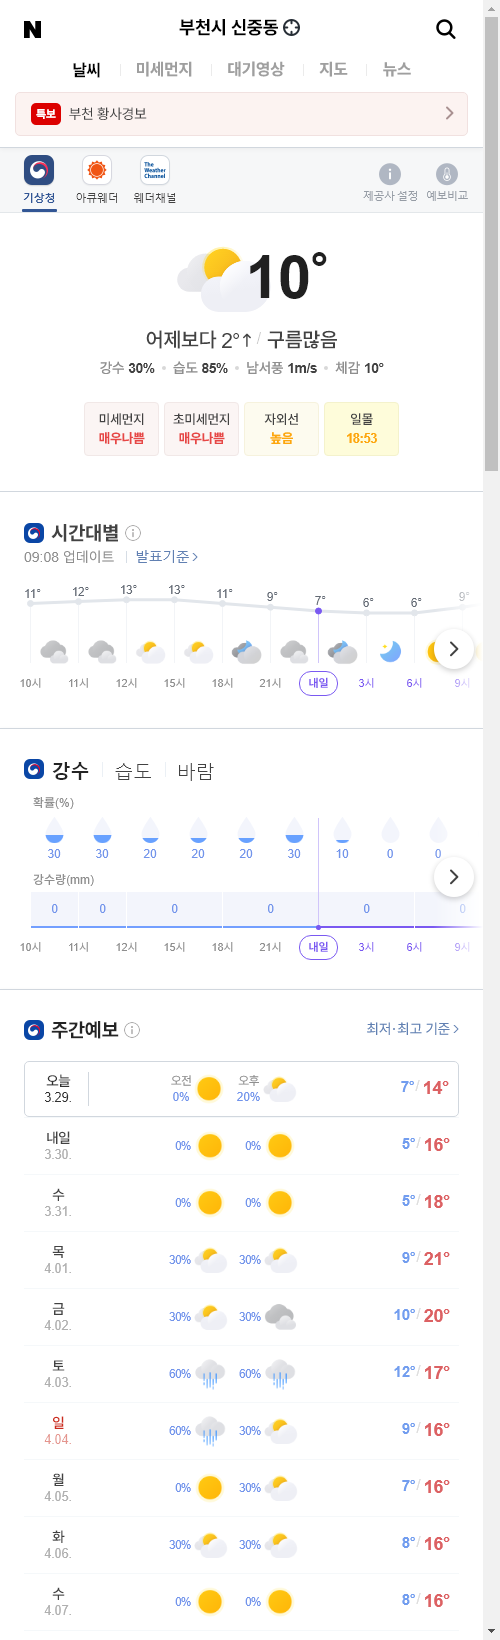 N 부천시 신중동
날씨 미세먼지 대기영상 지도 뉴스
특보 부천 황사경보
The Weather Channel
기상청 아큐웨더 웨더채널 제공사 설정 예보비교
10°
어제보다 2°↑ / 구름많음
강수 30% • 습도 85% • 남서풍 1m/s • 체감 10°
미세먼지 초미세먼지 자외선 일몰
매우나쁨 매우나쁨 높음 18:53
시간대별
09:08 업데이트 발표기준 >
11° 12° 13° 13° 11° 9° 7° 6° 6° 9°
10시 11시 12시 15시 18시 21시 내일 3시 6시 9시
강수 습도 바람
확률(%)
30 30 20 20 20 30 10 0 0
강수량(mm)
0 0 0 0 0 0
10시 11시 12시 15시 18시 21시 내일 3시 6시 9시
주간예보 최저·최고 기준 >
오늘 오전 오후 7°/ 14°
3.29. 0% 20%
내일 0% 0% 5°/ 16°
3.30.
수 0% 0% 5°/ 18°
3.31.
목 30% 30% 9°/ 21°
4.01.
금 30% 30% 10°/ 20°
4.02.
토 60% 60% 12°/ 17°
4.03.
일 60% 30% 9°/ 16°
4.04.
월 0% 30% 7°/ 16°
4.05.
화 30% 30% 8°/ 16°
4.06.
수 0% 0% 8°/ 16°
4.07.